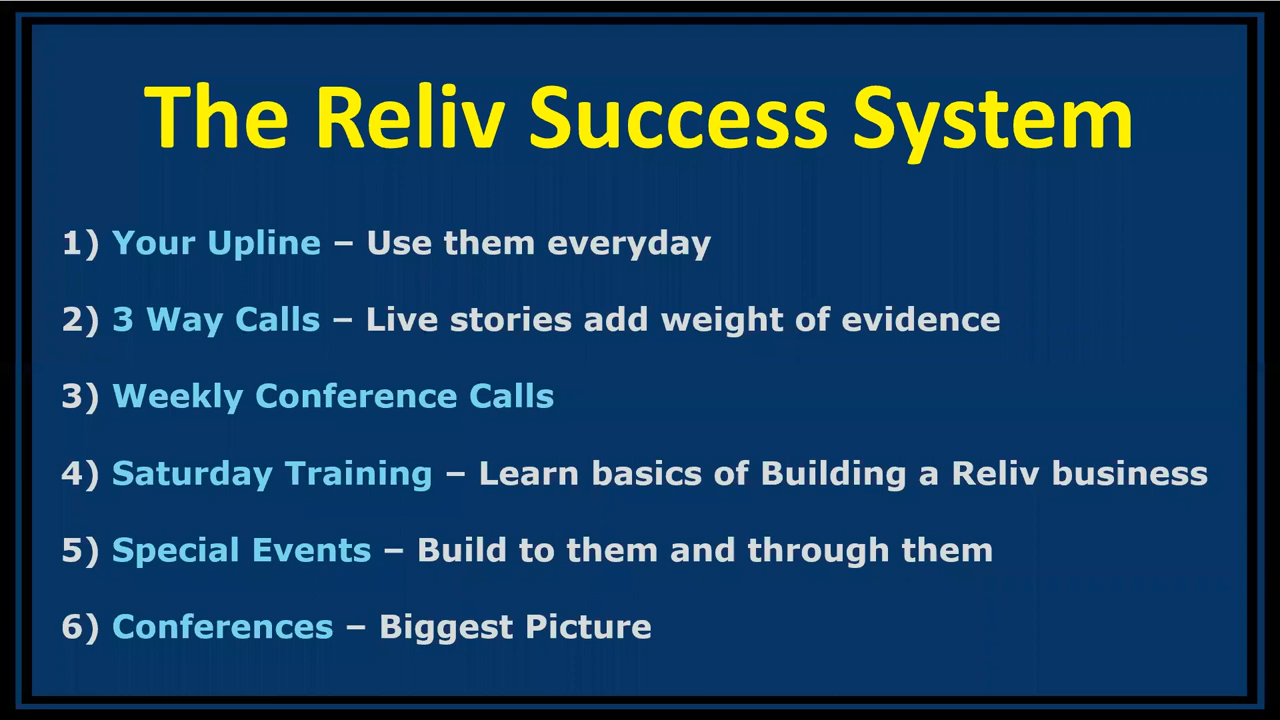 The Reliv Success System
1) Your Upline – Use them everyday
2) 3 Way Calls – Live stories add weight of evidence
3) Weekly Conference Calls
4) Saturday Training – Learn basics of Building a Reliv business
5) Special Events – Build to them and through them
6) Conferences – Biggest Picture